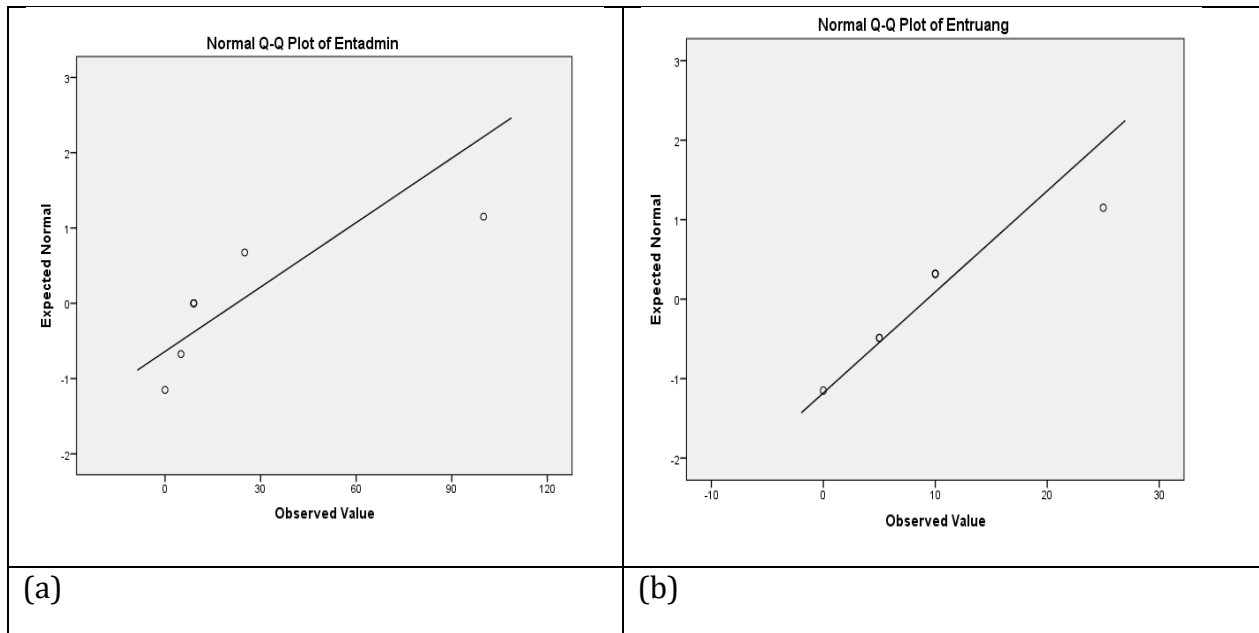 Normal Q-Q Plot of Entadmin
Expected Normal
3
2
1
0
-1
-2
0 30 60 90 120
Observed Value
(a)
Normal Q-Q Plot of Entruang
Expected Normal
3
2
1
0
-1
-2
-10 0 10 20 30
Observed Value
(b)